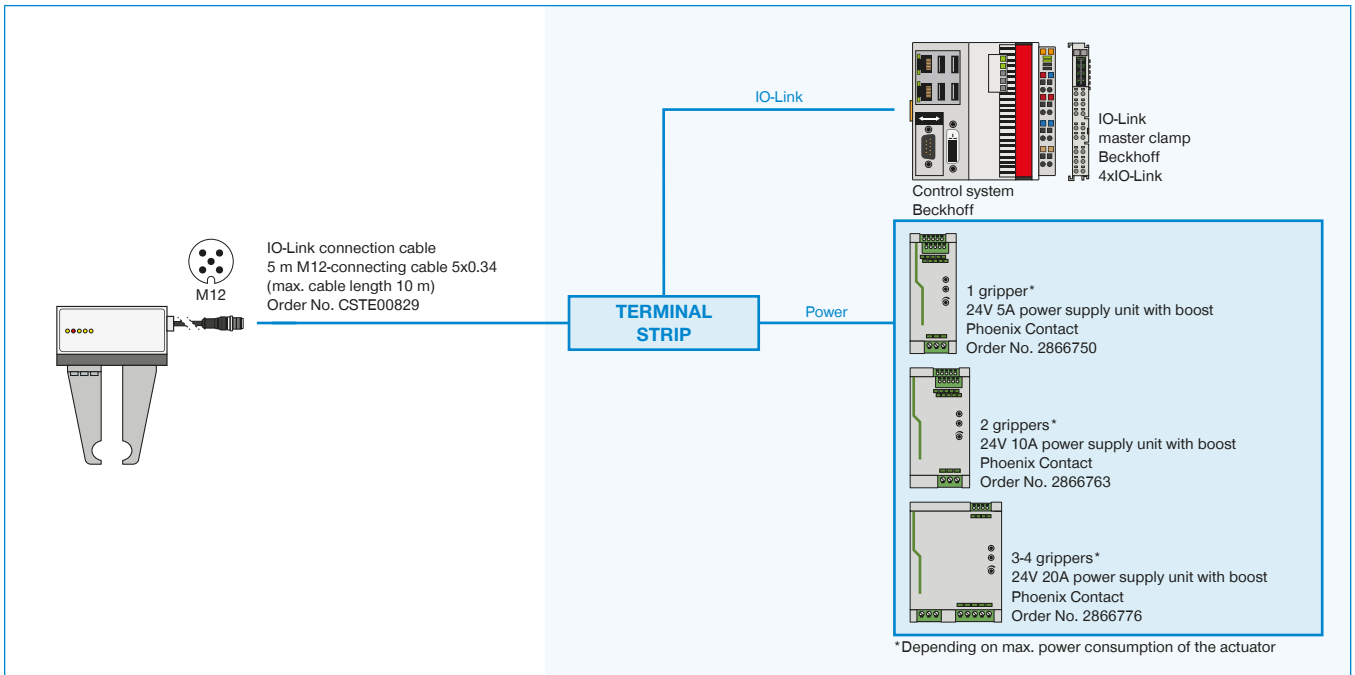 IO-Link
IO-Link
master clamp
Beckhoff
4xIO-Link
Control system
Beckhoff
M12
IO-Link connection cable
5 m M12-connecting cable 5x0.34
(max. cable length 10 m)
Order No. CSTE00829
TERMINAL
STRIP
Power
1 gripper*
24V 5A power supply unit with boost
Phoenix Contact
Order No. 2866750
2 grippers*
24V 10A power supply unit with boost
Phoenix Contact
Order No. 2866763
3-4 grippers*
24V 20A power supply unit with boost
Phoenix Contact
Order No. 2866776
*Depending on max. power consumption of the actuator